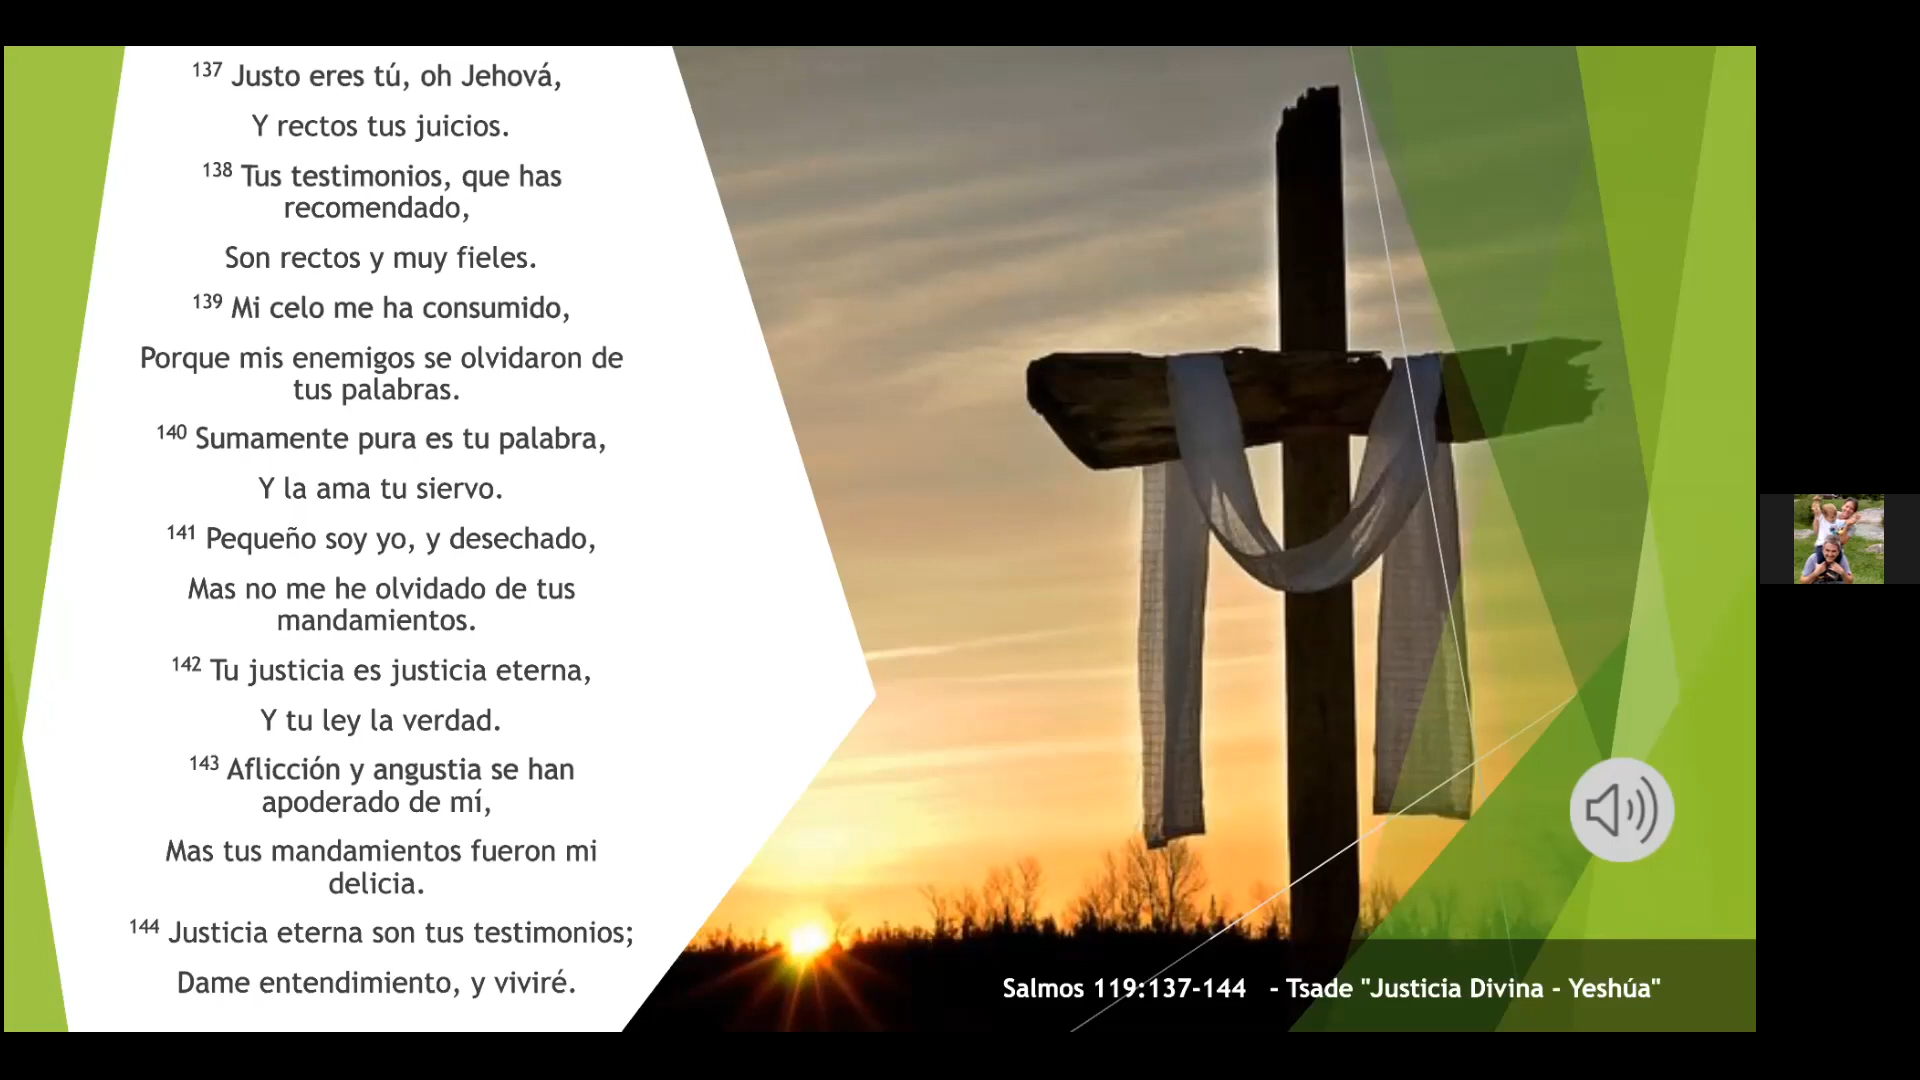 137 Justo eres tú, oh Jehová,
Y rectos tus juicios.
138 Tus testimonios, que has
recomendado,
Son rectos y muy fieles.
139 Mi celo me ha consumido,
Porque mis enemigos se olvidaron de
tus palabras.
140 Sumamente pura es tu palabra,
Y la ama tu siervo.
141 Pequeño soy yo, y desechado,
Mas no me he olvidado de tus
mandamientos.
142 Tu justicia es justicia eterna,
Y tu ley la verdad.
143 Aflicción y angustia se han
apoderado de mí,
Mas tus mandamientos fueron mi
delicia.
144 Justicia eterna son tus testimonios;
Dame entendimiento, y viviré.
Salmos 119:137-144 - Tsade "Justicia Divina - Yeshúa"